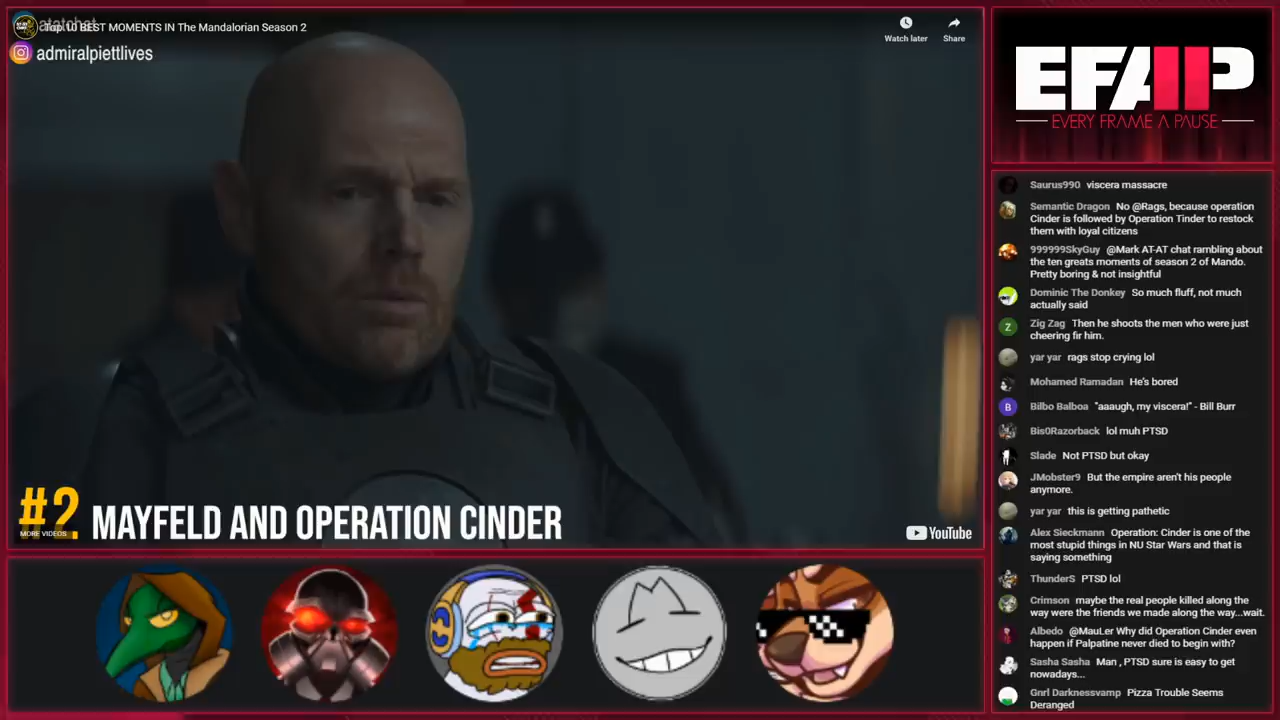 Top 10 BEST MOMENTS IN The Mandalorian Season 2
admiralpiettlives
Watch later
Share
#2
MORE VIDEOS
MAYFELD AND OPERATION CINDER
YouTube
EFAP
EVERY FRAME A PAUSE
Saurus990 viscera massacre
Semantic Dragon No @Rags, because operation
Cinder is followed by Operation Tinder to restock
them with loyal citizens
999999SkyGuy @Mark AT-AT chat rambling about
the ten greats moments of season 2 of Mando.
Pretty boring & not insightful
Dominic The Donkey So much fluff, not much
actually said
Z
Zig Zag Then he shoots the men who were just
cheering fir him.
yar yar rags stop crying lol
Mohamed Ramadan He's bored
B
Bilbo Balboa "aaaugh, my viscera!" - Bill Burr
Bis0Razorback lol muh PTSD
Slade Not PTSD but okay
JMobster9 But the empire aren't his people
anymore.
yar yar this is getting pathetic
Alex Sieckmann Operation: Cinder is one of the
most stupid things in NU Star Wars and that is
saying something
ThunderS PTSD lol
Crimson maybe the real people killed along the
way were the friends we made along the way...wait.
Albedo @MauLer Why did Operation Cinder even
happen if Palpatine never died to begin with?
Sasha Sasha Man , PTSD sure is easy to get
nowadays...
Gnrl Darknessvamp Pizza Trouble Seems
Deranged